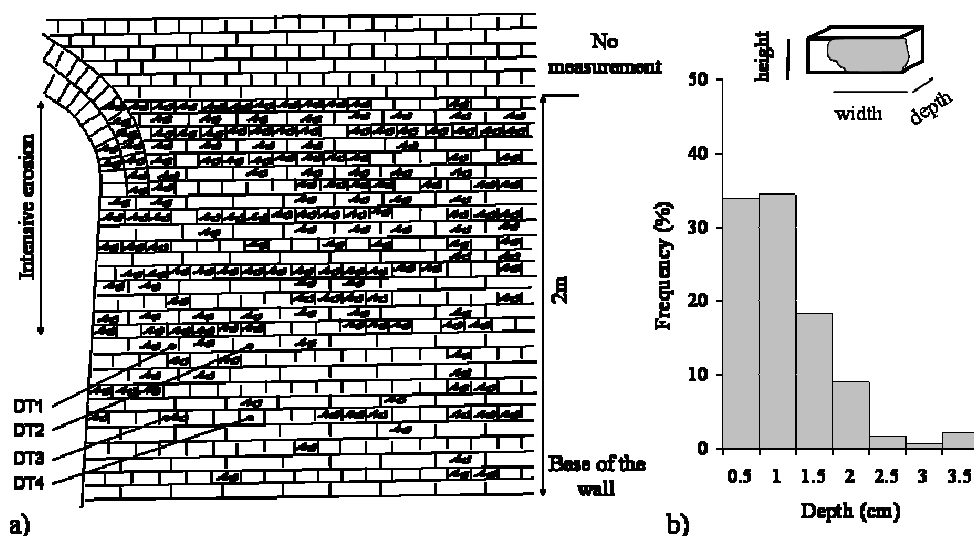 No
measurement
Intensive erosion
2m
DT1
DT2
DT3
DT4
Base of the
wall
a)
height
width
depth
50
40
30
20
10
0
Frequency (%)
0.5 1 1.5 2 2.5 3 3.5
Depth (cm)
b)